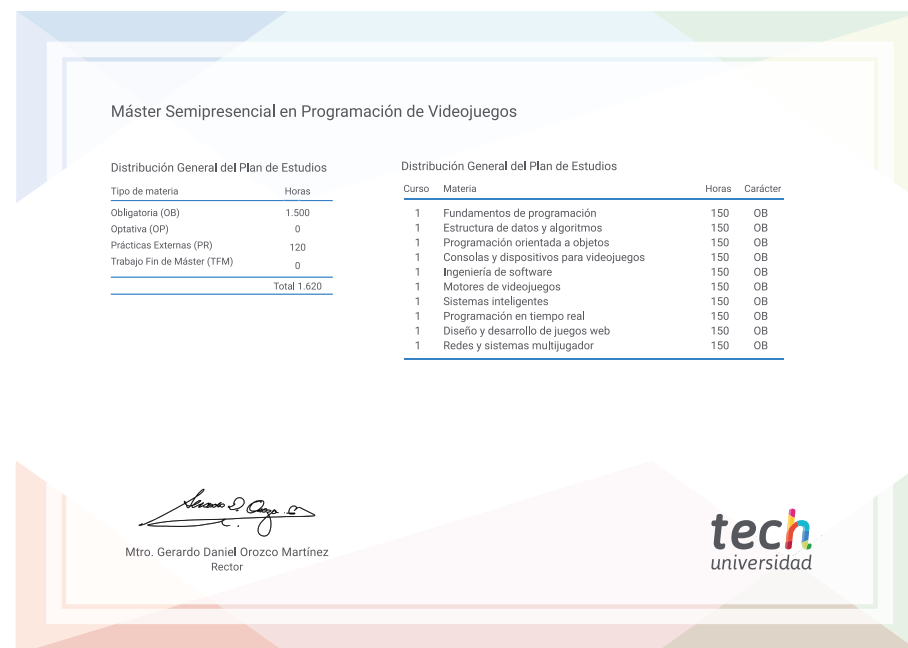 Máster Semipresencial en Programación de Videojuegos
Distribución General del Plan de Estudios
Tipo de materia Horas
Obligatoria (OB) 1.500
Optativa (OP) 0
Prácticas Externas (PR) 120
Trabajo Fin de Máster (TFM) 0
Total 1.620
Distribución General del Plan de Estudios
Curso Materia Horas Carácter
1 Fundamentos de programación 150 OB
1 Estructura de datos y algoritmos 150 OB
1 Programación orientada a objetos 150 OB
1 Consolas y dispositivos para videojuegos 150 OB
1 Ingeniería de software 150 OB
1 Motores de videojuegos 150 OB
1 Sistemas inteligentes 150 OB
1 Programación en tiempo real 150 OB
1 Diseño y desarrollo de juegos web 150 OB
1 Redes y sistemas multijugador 150 OB
Mtro. Gerardo Daniel Orozco Martínez
Rector
tech
universidad